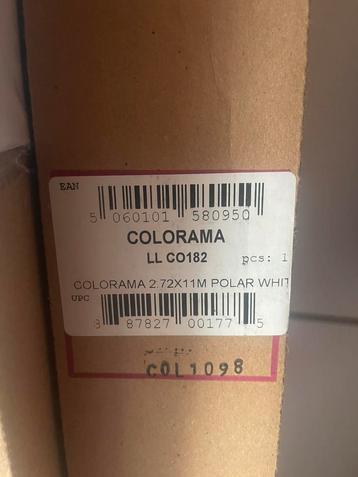 EAN
5 060101 580950
COLORAMA
LL CO182
pcs: 1
COLORAMA 2.72X11M POLAR WHIT
UPC
8 87827 00177 5
COL1098